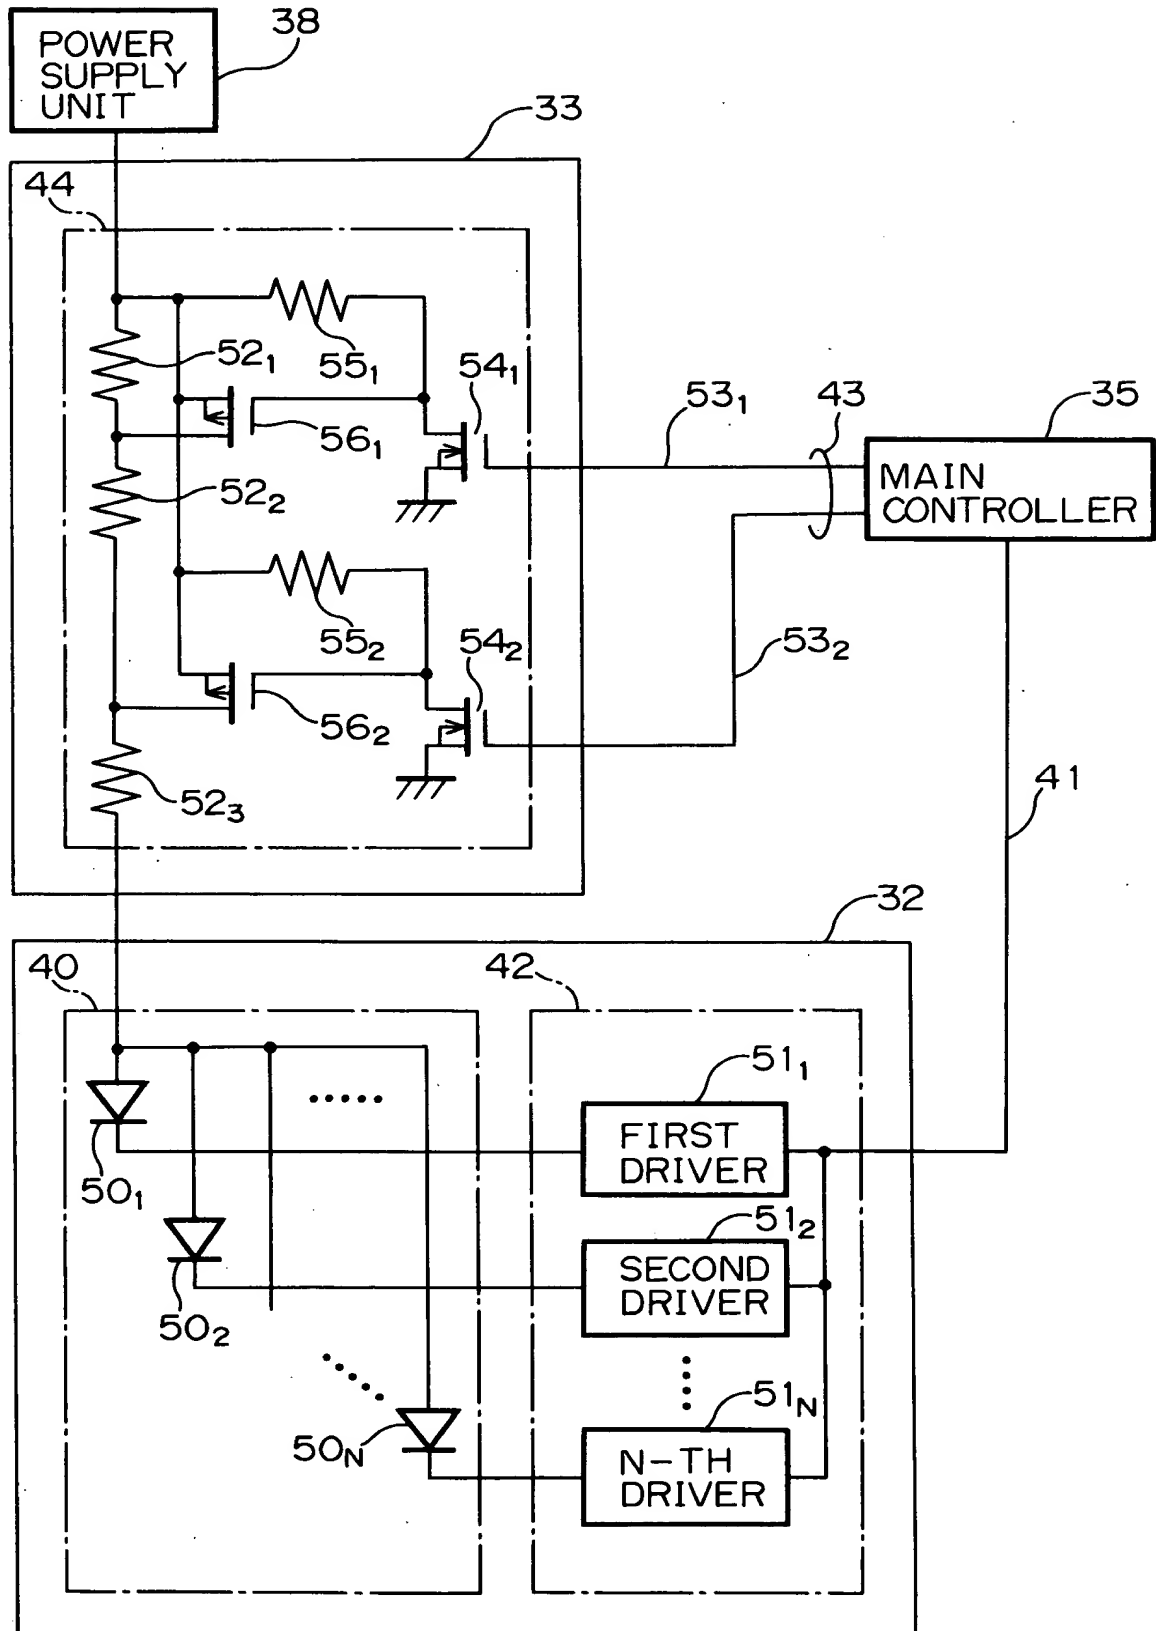 POWER
SUPPLY
UNIT
38
33
44
52₁
55₁
54₁
53₁
43
35
56₁
MAIN
CONTROLLER
52₂
55₂
54₂
53₂
56₂
52₃
41
32
40
42
51₁
FIRST
DRIVER
50₁
51₂
SECOND
DRIVER
50₂
51N
50N
N-TH
DRIVER